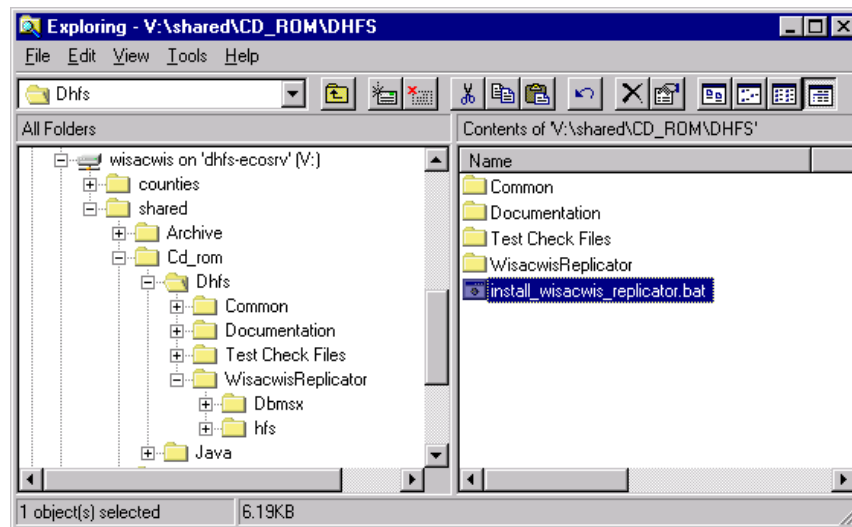 Exploring - V:\shared\CD_ROM\DHFS
File Edit View Tools Help
Dhfs
All Folders
Contents of 'V:\shared\CD_ROM\DHFS'
wisacwis on 'dhfs-ecosrv' (V:)
counties
shared
Archive
Cd_rom
Dhfs
Common
Documentation
Test Check Files
WisacwisReplicator
Dbmsx
hfs
Java
Name
Common
Documentation
Test Check Files
WisacwisReplicator
install_wisacwis_replicator.bat
1 object(s) selected
6.19KB